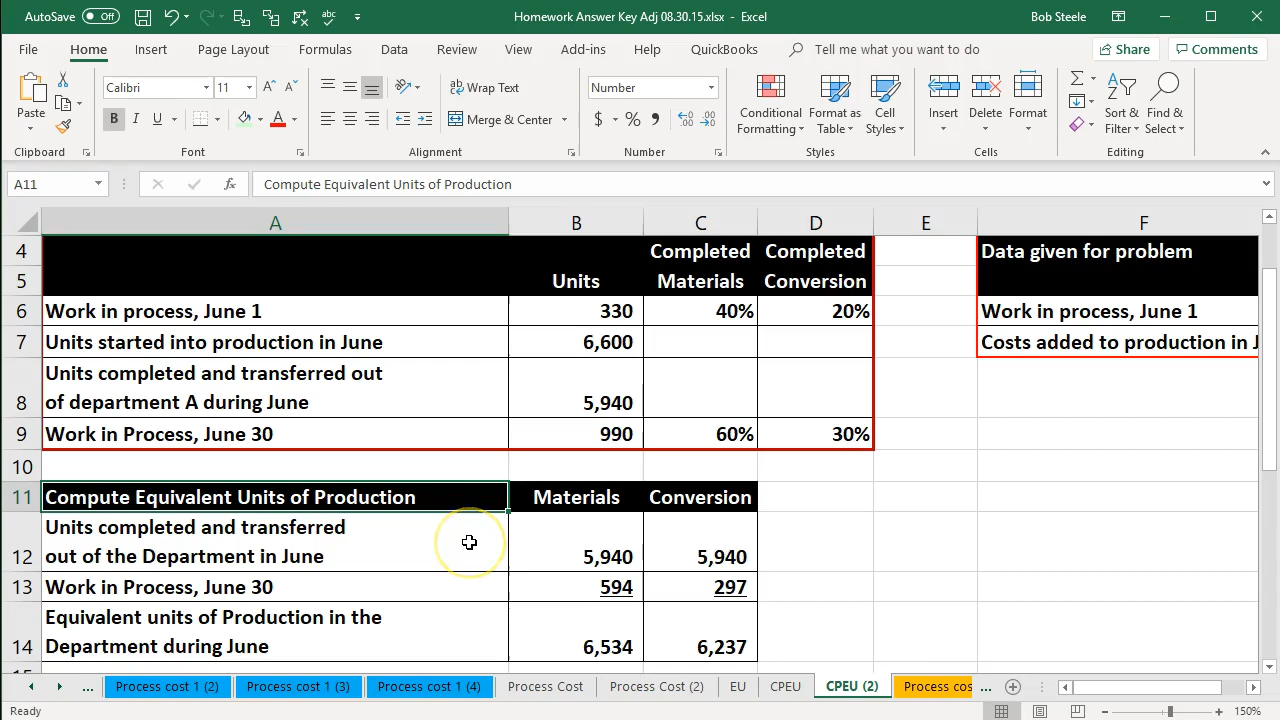 AutoSave Off
Homework Answer Key Adj 08.30.15.xlsx - Excel
Bob Steele
File Home Insert Page Layout Formulas Data Review View Add-ins Help QuickBooks Tell me what you want to do Share Comments
Paste
Calibri 11
Wrap Text
Merge & Center
Number
Conditional Formatting
Format as Table
Cell Styles
Insert
Delete
Format
Sort & Filter
Find & Select
Clipboard Font Alignment Number Styles Cells Editing
A11 Compute Equivalent Units of Production
A B C D E F
4 Completed Completed Data given for problem
5 Units Materials Conversion
6 Work in process, June 1 330 40% 20% Work in process, June 1
7 Units started into production in June 6,600 Costs added to production in J
Units completed and transferred out
8 of department A during June 5,940
9 Work in Process, June 30 990 60% 30%
10
11 Compute Equivalent Units of Production Materials Conversion
Units completed and transferred
12 out of the Department in June 5,940 5,940
13 Work in Process, June 30 594 297
Equivalent units of Production in the
14 Department during June 6,534 6,237
... Process cost 1 (2) Process cost 1 (3) Process cost 1 (4) Process Cost Process Cost (2) EU CPEU CPEU (2) Process cos ...
Ready 150%